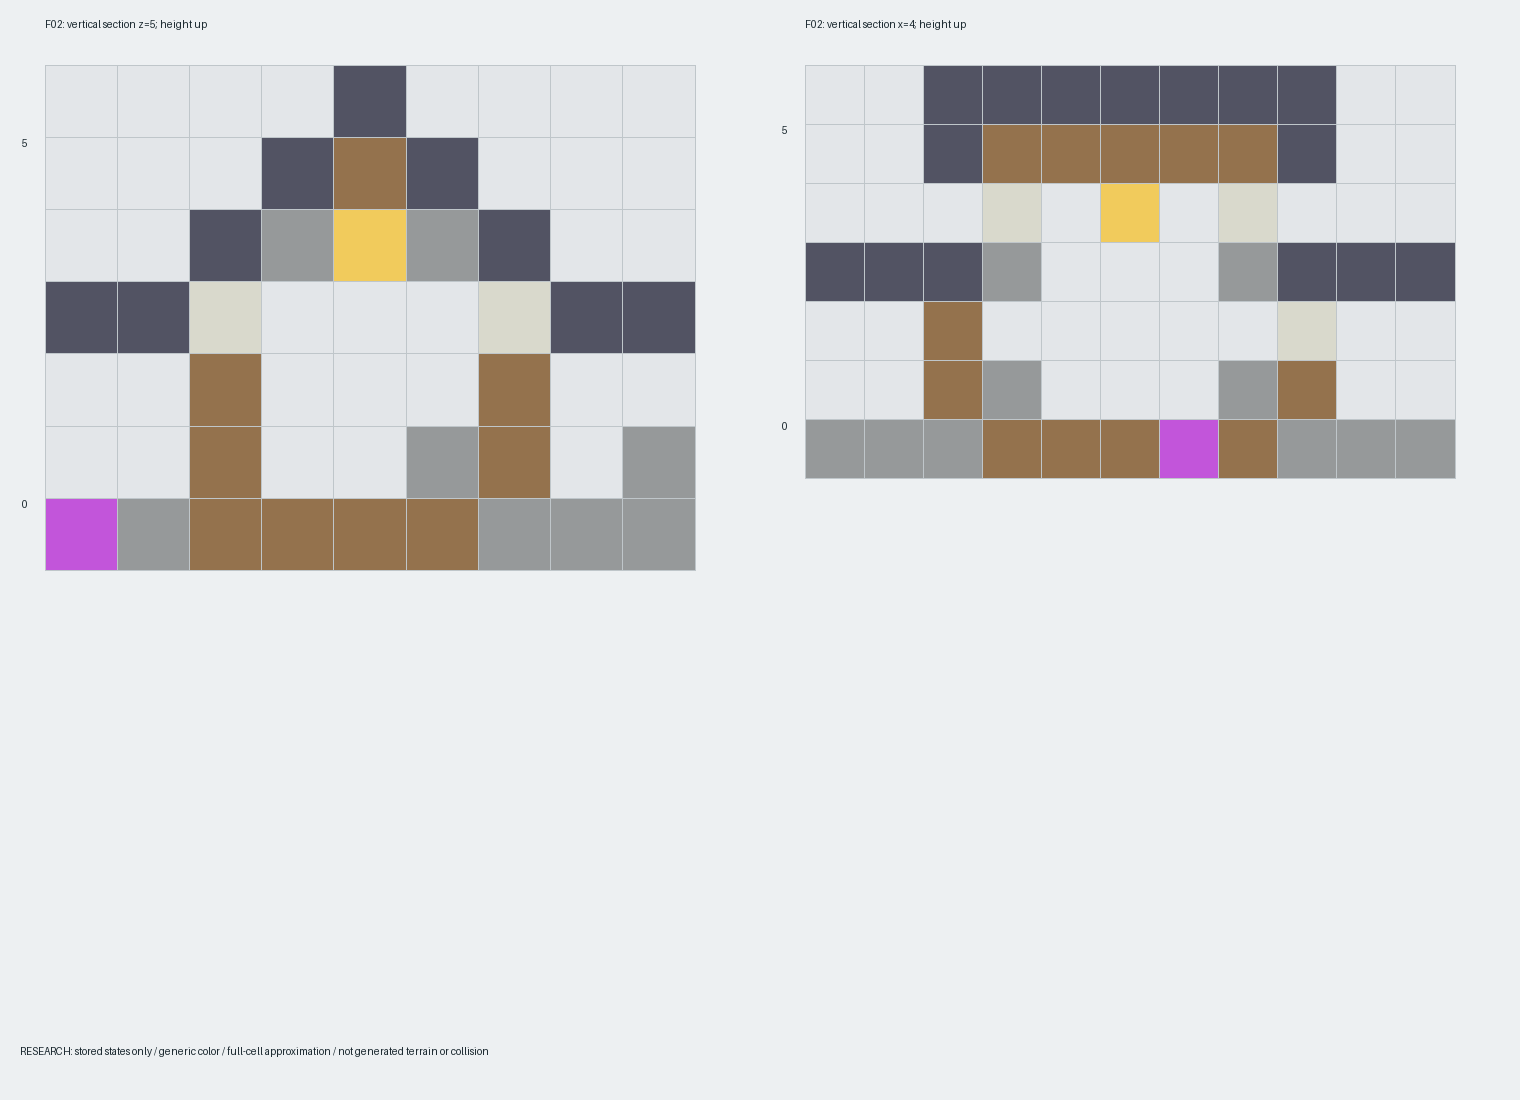 F02: vertical section z=5; height up
F02: vertical section x=4; height up
5
0
5
0
RESEARCH: stored states only / generic color / full-cell approximation / not generated terrain or collision